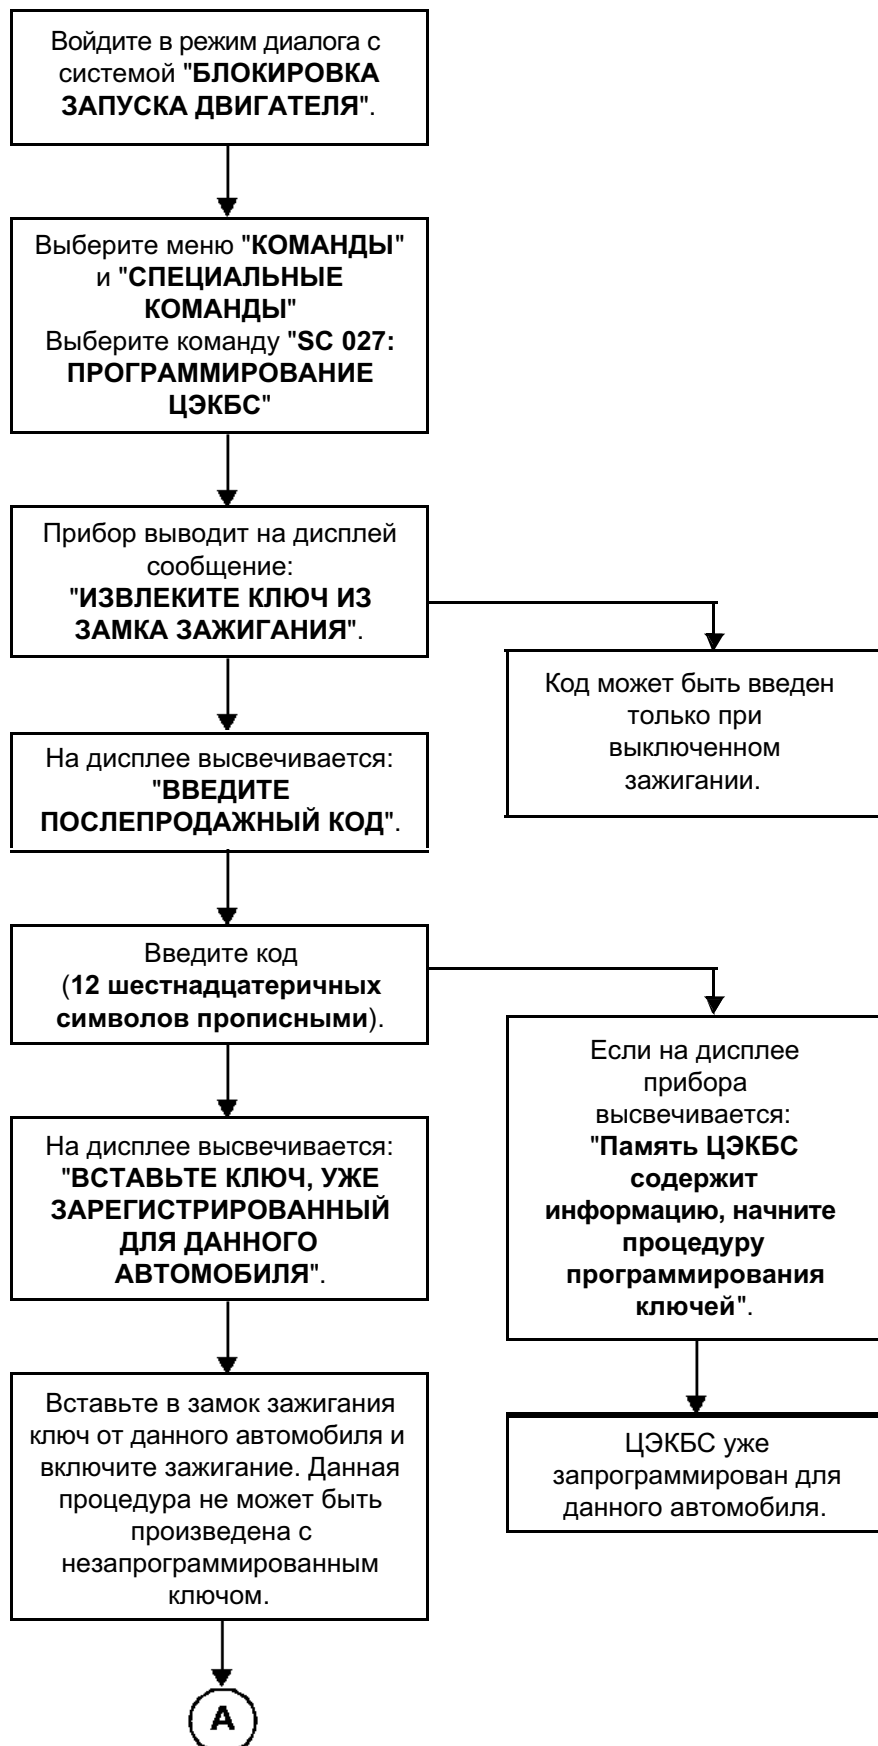 Войдите в режим диалога с
системой "БЛОКИРОВКА
ЗАПУСКА ДВИГАТЕЛЯ".
Выберите меню "КОМАНДЫ"
и "СПЕЦИАЛЬНЫЕ
КОМАНДЫ"
Выберите команду "SC 027:
ПРОГРАММИРОВАНИЕ
ЦЭКБС"
Прибор выводит на дисплей
сообщение:
"ИЗВЛЕКИТЕ КЛЮЧ ИЗ
ЗАМКА ЗАЖИГАНИЯ".
Код может быть введен
только при
выключенном
зажигании.
На дисплее высвечивается:
"ВВЕДИТЕ
ПОСЛЕПРОДАЖНЫЙ КОД".
Введите код
(12 шестнадцатеричных
символов прописными).
Если на дисплее
прибора
высвечивается:
"Память ЦЭКБС
содержит
информацию, начните
процедуру
программирования
ключей".
На дисплее высвечивается:
"ВСТАВЬТЕ КЛЮЧ, УЖЕ
ЗАРЕГИСТРИРОВАННЫЙ
ДЛЯ ДАННОГО
АВТОМОБИЛЯ".
Вставьте в замок зажигания
ключ от данного автомобиля и
включите зажигание. Данная
процедура не может быть
произведена с
незапрограммированным
ключом.
ЦЭКБС уже
запрограммирован для
данного автомобиля.
A